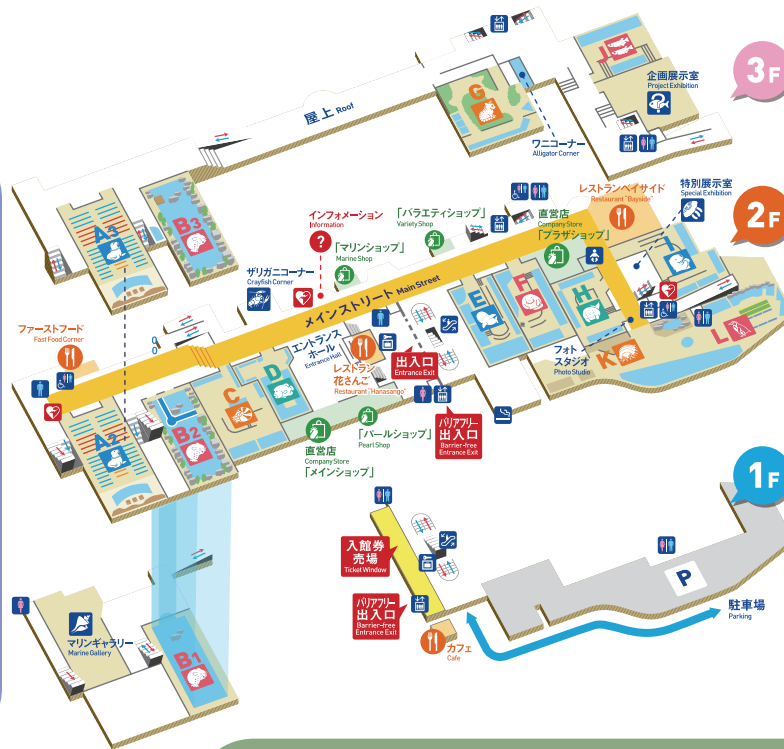 3F
J
企画展示室
Project Exhibition
G
屋上 Roof
ワニコーナー
Alligator Corner
2F
特別展示室
Special Exhibition
レストランベイサイド
Restaurant "Bayside"
インフォメーション
Information
「バラエティショップ」
Variety Shop
直営店
Company Store
「プラザショップ」
「マリンショップ」
Marine Shop
ザリガニコーナー
Crayfish Corner
A3
B3
メインストリート Main Street
E
F
H
I
K
L
ファーストフード
Fast Food Corner
エントランス
ホール
Entrance Hall
レストラン
花さんご
Restaurant "Hanasango"
出入口
Entrance Exit
フォト
スタジオ
Photo Studio
A2
B2
C
D
「パールショップ」
Pearl Shop
バリアフリー
出入口
Barrier-free
Entrance Exit
直営店
Company Store
「メインショップ」
1F
入館券
売場
Ticket Window
P
駐車場
Parking
バリアフリー
出入口
Barrier-free
Entrance Exit
カフェ
Cafe
マリンギャラリー
Marine Gallery
B1